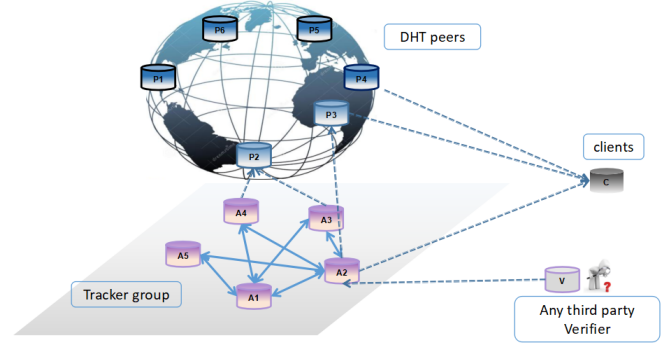 P6
P5
DHT peers
P1
P4
P3
clients
P2
C
A4
A3
A5
A2
V
?
Tracker group
A1
Any third party
Verifier